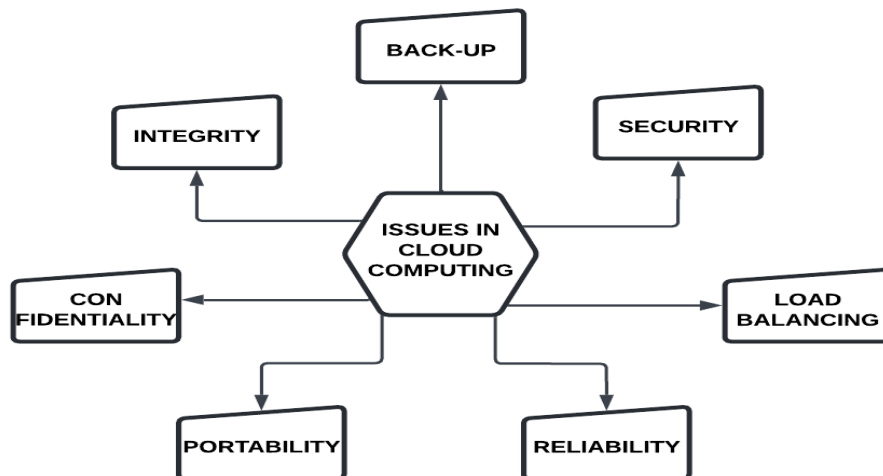 BACK-UP
INTEGRITY
SECURITY
ISSUES IN
CLOUD
COMPUTING
CON
FIDENTIALITY
LOAD
BALANCING
PORTABILITY
RELIABILITY